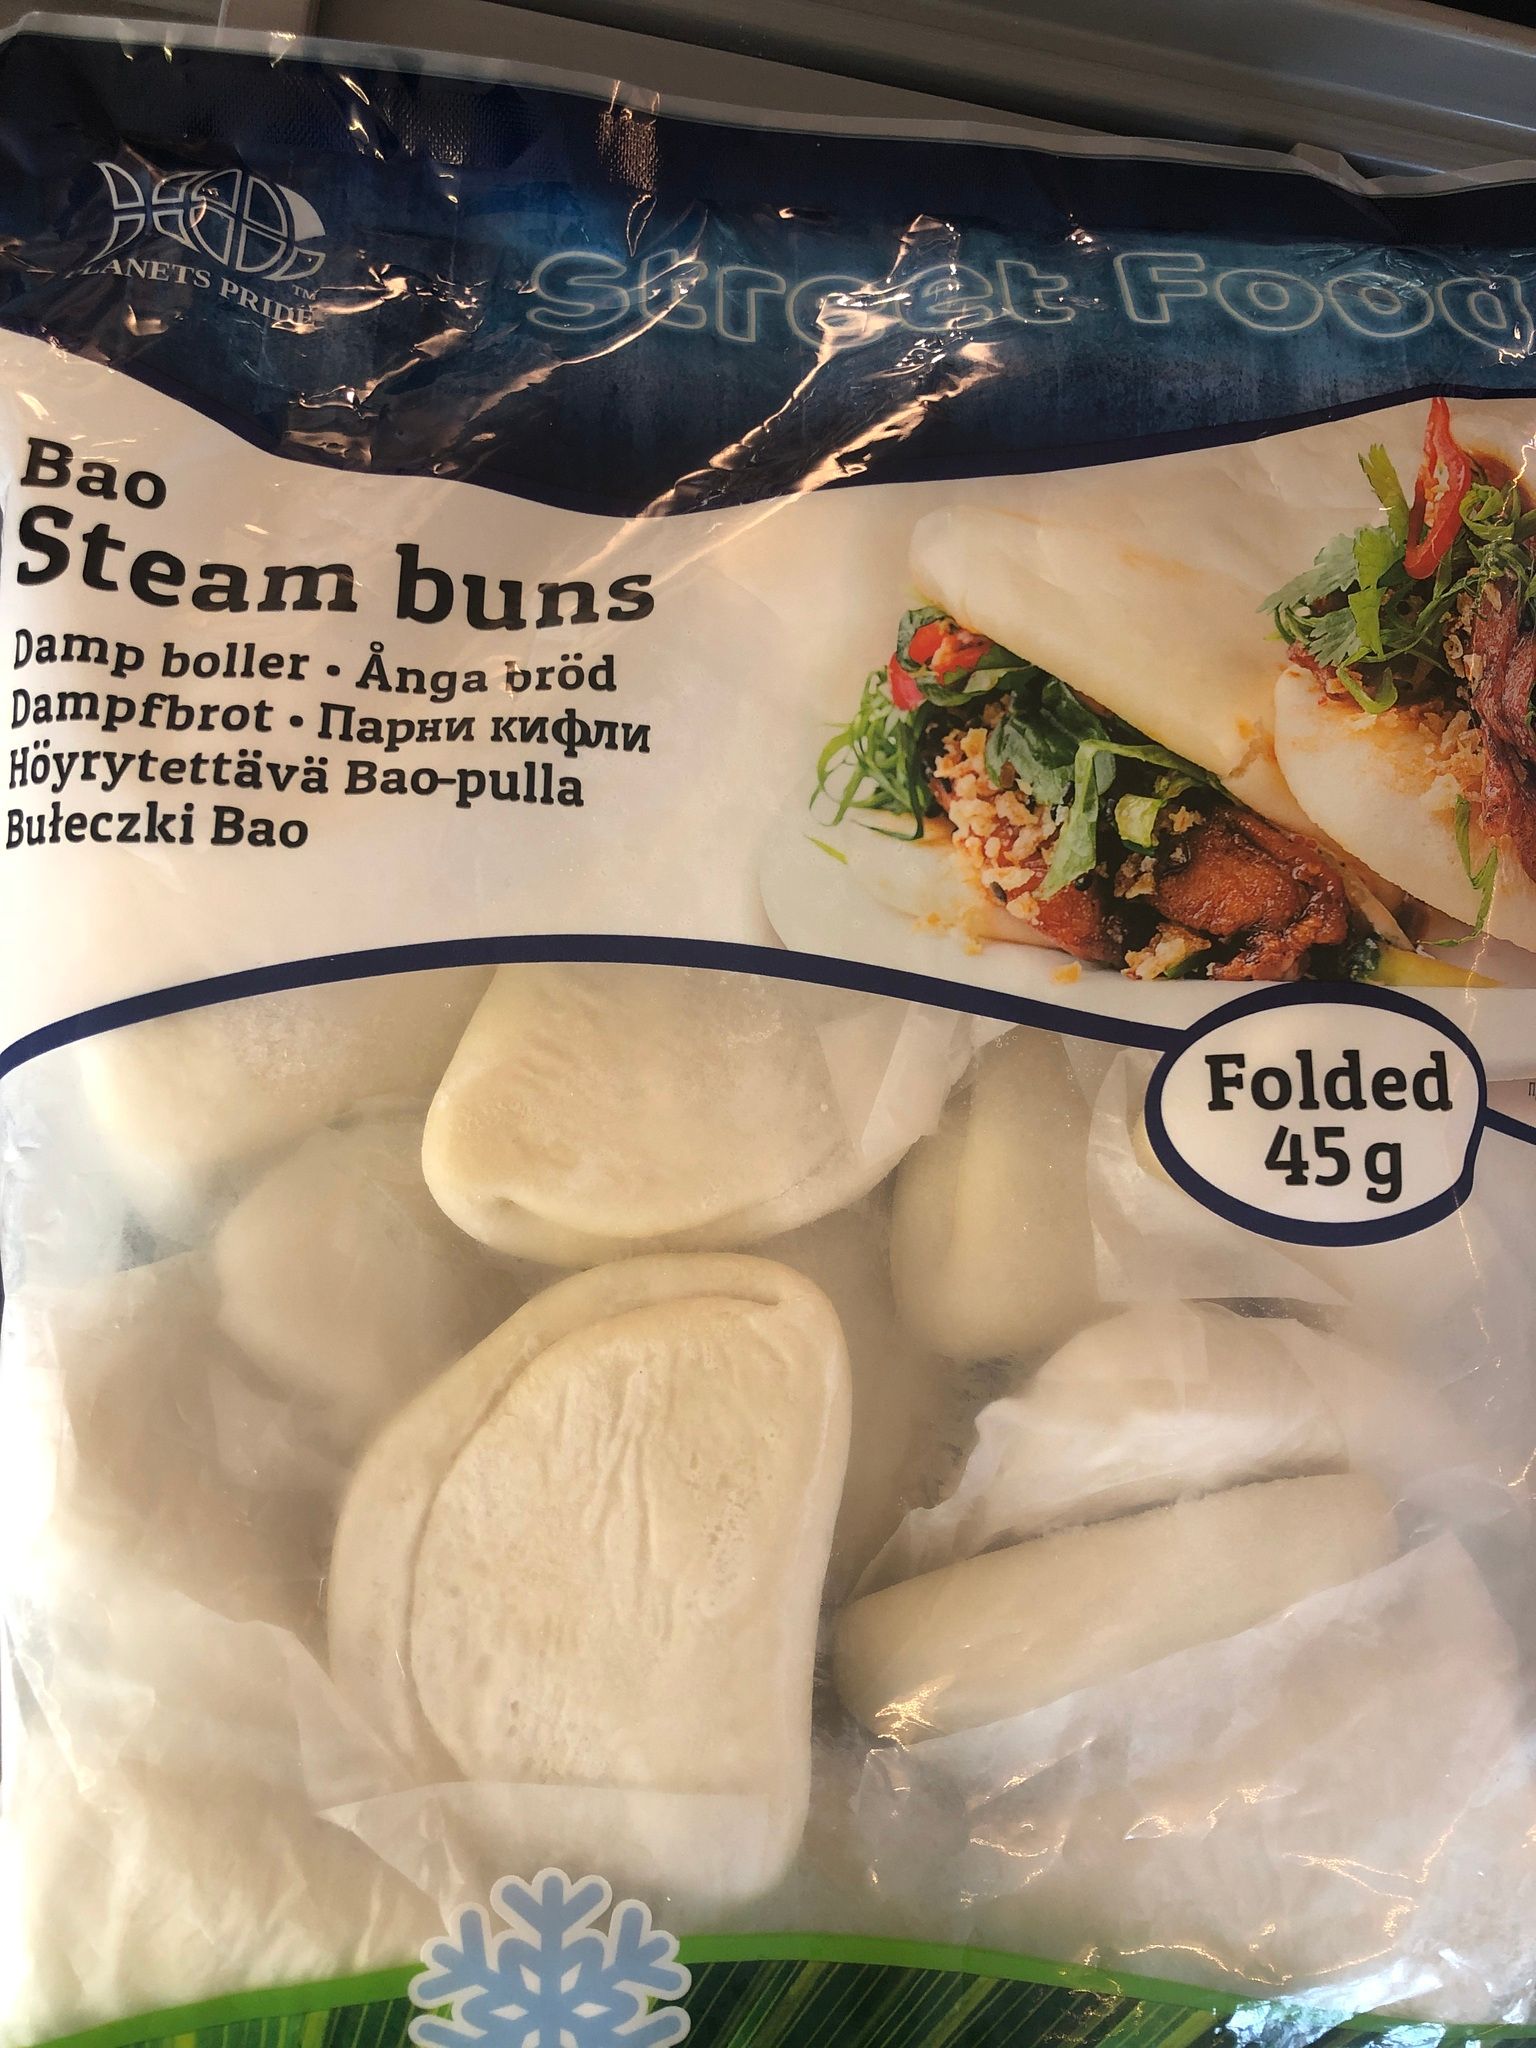 PLANETS PRIDE™
Street Food
Bao
Steam buns
Damp boller • Ånga bröd
Dampfbrot • Парни кифли
Höyrytettävä Bao-pulla
Bułeczki Bao
Folded
45g